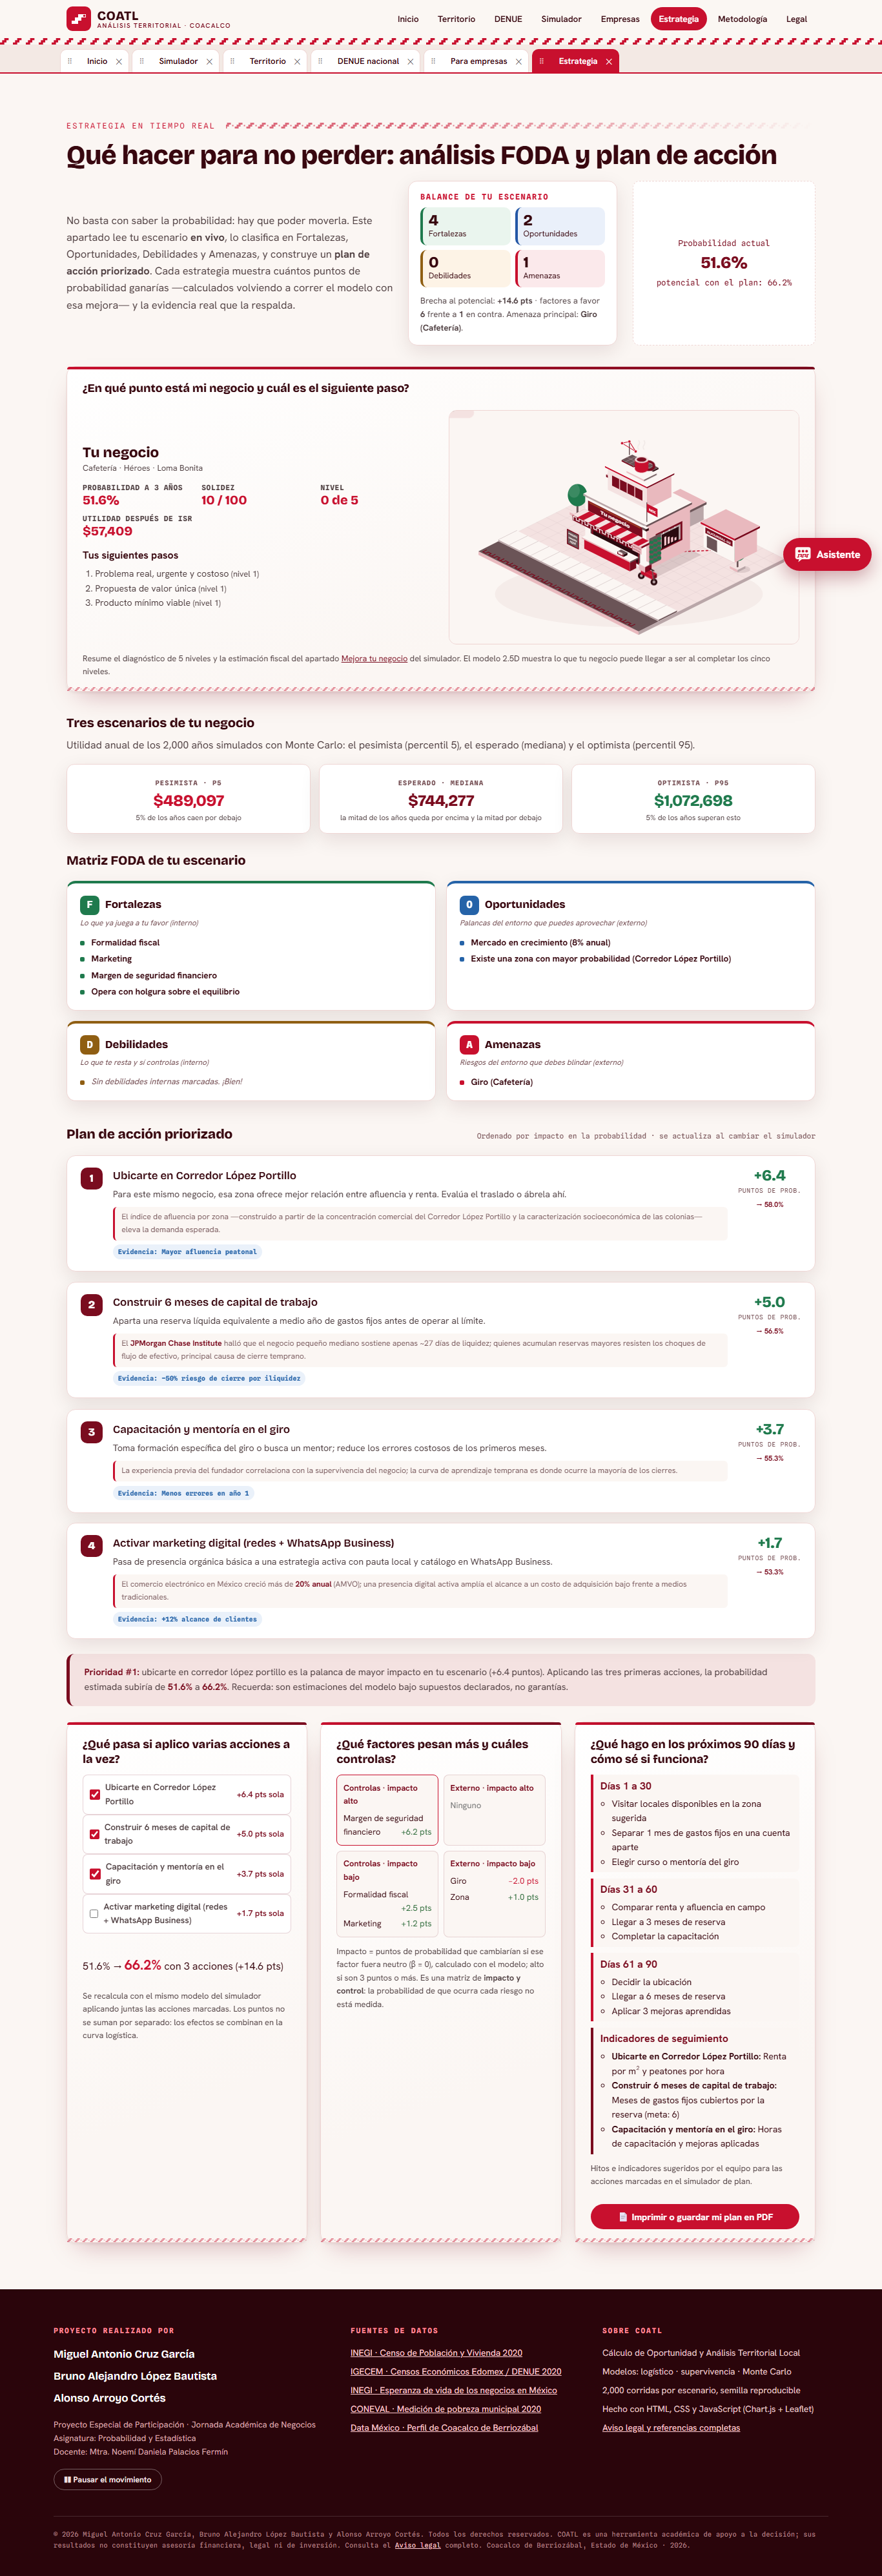 COATL
ANÁLISIS TERRITORIAL · COACALCO
Inicio
Territorio
DENUE
Simulador
Empresas
Estrategia
Metodología
Legal
Inicio ×
Simulador ×
Territorio ×
DENUE nacional ×
Para empresas ×
Estrategia ×
ESTRATEGIA EN TIEMPO REAL
Qué hacer para no perder: análisis FODA y plan de acción
No basta con saber la probabilidad: hay que poder moverla. Este
apartado lee tu escenario en vivo, lo clasifica en Fortalezas,
Oportunidades, Debilidades y Amenazas, y construye un plan de
acción priorizado. Cada estrategia muestra cuántos puntos de
probabilidad ganarías —calculados volviendo a correr el modelo con
esa mejora— y la evidencia real que la respalda.
BALANCE DE TU ESCENARIO
4
Fortalezas
2
Oportunidades
0
Debilidades
1
Amenazas
Brecha al potencial: +14.6 pts · factores a favor
6 frente a 1 en contra. Amenaza principal: Giro
(Cafetería).
Probabilidad actual
51.6%
potencial con el plan: 66.2%
¿En qué punto está mi negocio y cuál es el siguiente paso?
Tu negocio
Cafetería · Héroes · Loma Bonita
PROBABILIDAD A 3 AÑOS
51.6%
SOLIDEZ
10 / 100
NIVEL
0 de 5
UTILIDAD DESPUÉS DE ISR
$57,409
Tus siguientes pasos
1. Problema real, urgente y costoso (nivel 1)
2. Propuesta de valor única (nivel 1)
3. Producto mínimo viable (nivel 1)
Asistente
Resume el diagnóstico de 5 niveles y la estimación fiscal del apartado Mejora tu negocio del simulador. El modelo 2.5D muestra lo que tu negocio puede llegar a ser al completar los cinco
niveles.
Tres escenarios de tu negocio
Utilidad anual de los 2,000 años simulados con Monte Carlo: el pesimista (percentil 5), el esperado (mediana) y el optimista (percentil 95).
PESIMISTA · P5
$489,097
5% de los años caen por debajo
ESPERADO · MEDIANA
$744,277
la mitad de los años queda por encima y la mitad por debajo
OPTIMISTA · P95
$1,072,698
5% de los años superan esto
Matriz FODA de tu escenario
F Fortalezas
Lo que ya juega a tu favor (interno)
Formalidad fiscal
Marketing
Margen de seguridad financiero
Opera con holgura sobre el equilibrio
O Oportunidades
Palancas del entorno que puedes aprovechar (externo)
Mercado en crecimiento (8% anual)
Existe una zona con mayor probabilidad (Corredor López Portillo)
D Debilidades
Lo que te resta y sí controlas (interno)
Sin debilidades internas marcadas. ¡Bien!
A Amenazas
Riesgos del entorno que debes blindar (externo)
Giro (Cafetería)
Plan de acción priorizado
Ordenado por impacto en la probabilidad · se actualiza al cambiar el simulador
1
Ubicarte en Corredor López Portillo
Para este mismo negocio, esa zona ofrece mejor relación entre afluencia y renta. Evalúa el traslado o ábrela ahí.
El índice de afluencia por zona —construido a partir de la concentración comercial del Corredor López Portillo y la caracterización socioeconómica de las colonias—
eleva la demanda esperada.
Evidencia: Mayor afluencia peatonal
+6.4
PUNTOS DE PROB.
→ 58.0%
2
Construir 6 meses de capital de trabajo
Aparta una reserva líquida equivalente a medio año de gastos fijos antes de operar al límite.
El JPMorgan Chase Institute halló que el negocio pequeño mediano sostiene apenas ~27 días de liquidez; quienes acumulan reservas mayores resisten los choques de
flujo de efectivo, principal causa de cierre temprano.
Evidencia: −50% riesgo de cierre por iliquidez
+5.0
PUNTOS DE PROB.
→ 56.5%
3
Capacitación y mentoría en el giro
Toma formación específica del giro o busca un mentor; reduce los errores costosos de los primeros meses.
La experiencia previa del fundador correlaciona con la supervivencia del negocio; la curva de aprendizaje temprana es donde ocurre la mayoría de los cierres.
Evidencia: Menos errores en año 1
+3.7
PUNTOS DE PROB.
→ 55.3%
4
Activar marketing digital (redes + WhatsApp Business)
Pasa de presencia orgánica básica a una estrategia activa con pauta local y catálogo en WhatsApp Business.
El comercio electrónico en México creció más de 20% anual (AMVO); una presencia digital activa amplía el alcance a un costo de adquisición bajo frente a medios
tradicionales.
Evidencia: +12% alcance de clientes
+1.7
PUNTOS DE PROB.
→ 53.3%
Prioridad #1: ubicarte en corredor lópez portillo es la palanca de mayor impacto en tu escenario (+6.4 puntos). Aplicando las tres primeras acciones, la probabilidad
estimada subiría de 51.6% a 66.2%. Recuerda: son estimaciones del modelo bajo supuestos declarados, no garantías.
¿Qué pasa si aplico varias acciones a
la vez?
Ubicarte en Corredor López
Portillo
+6.4 pts sola
Construir 6 meses de capital de
trabajo
+5.0 pts sola
Capacitación y mentoría en el
giro
+3.7 pts sola
Activar marketing digital (redes
+ WhatsApp Business)
+1.7 pts sola
51.6% → 66.2% con 3 acciones (+14.6 pts)
Se recalcula con el mismo modelo del simulador
aplicando juntas las acciones marcadas. Los puntos no
se suman por separado: los efectos se combinan en la
curva logística.
¿Qué factores pesan más y cuáles
controlas?
Controlas · impacto
alto
Margen de seguridad
financiero +6.2 pts
Externo · impacto alto
Ninguno
Controlas · impacto
bajo
Formalidad fiscal
+2.5 pts
Marketing +1.2 pts
Externo · impacto bajo
Giro −2.0 pts
Zona +1.0 pts
Impacto = puntos de probabilidad que cambiarían si ese
factor fuera neutro (β = 0), calculado con el modelo; alto
si son 3 puntos o más. Es una matriz de impacto y
control: la probabilidad de que ocurra cada riesgo no
está medida.
¿Qué hago en los próximos 90 días y
cómo sé si funciona?
Días 1 a 30
Visitar locales disponibles en la zona
sugerida
Separar 1 mes de gastos fijos en una cuenta
aparte
Elegir curso o mentoría del giro
Días 31 a 60
Comparar renta y afluencia en campo
Llegar a 3 meses de reserva
Completar la capacitación
Días 61 a 90
Decidir la ubicación
Llegar a 6 meses de reserva
Aplicar 3 mejoras aprendidas
Indicadores de seguimiento
Ubicarte en Corredor López Portillo: Renta
por m² y peatones por hora
Construir 6 meses de capital de trabajo:
Meses de gastos fijos cubiertos por la
reserva (meta: 6)
Capacitación y mentoría en el giro: Horas
de capacitación y mejoras aplicadas
Hitos e indicadores sugeridos por el equipo para las
acciones marcadas en el simulador de plan.
Imprimir o guardar mi plan en PDF
PROYECTO REALIZADO POR
Miguel Antonio Cruz García
Bruno Alejandro López Bautista
Alonso Arroyo Cortés
Proyecto Especial de Participación · Jornada Académica de Negocios
Asignatura: Probabilidad y Estadística
Docente: Mtra. Noemí Daniela Palacios Fermín
Pausar el movimiento
FUENTES DE DATOS
INEGI · Censo de Población y Vivienda 2020
IGECEM · Censos Económicos Edomex / DENUE 2020
INEGI · Esperanza de vida de los negocios en México
CONEVAL · Medición de pobreza municipal 2020
Data México · Perfil de Coacalco de Berriozábal
SOBRE COATL
Cálculo de Oportunidad y Análisis Territorial Local
Modelos: logístico · supervivencia · Monte Carlo
2,000 corridas por escenario, semilla reproducible
Hecho con HTML, CSS y JavaScript (Chart.js + Leaflet)
Aviso legal y referencias completas
© 2026 Miguel Antonio Cruz García, Bruno Alejandro López Bautista y Alonso Arroyo Cortés. Todos los derechos reservados. COATL es una herramienta académica de apoyo a la decisión; sus
resultados no constituyen asesoría financiera, legal ni de inversión. Consulta el Aviso legal completo. Coacalco de Berriozábal, Estado de México · 2026.